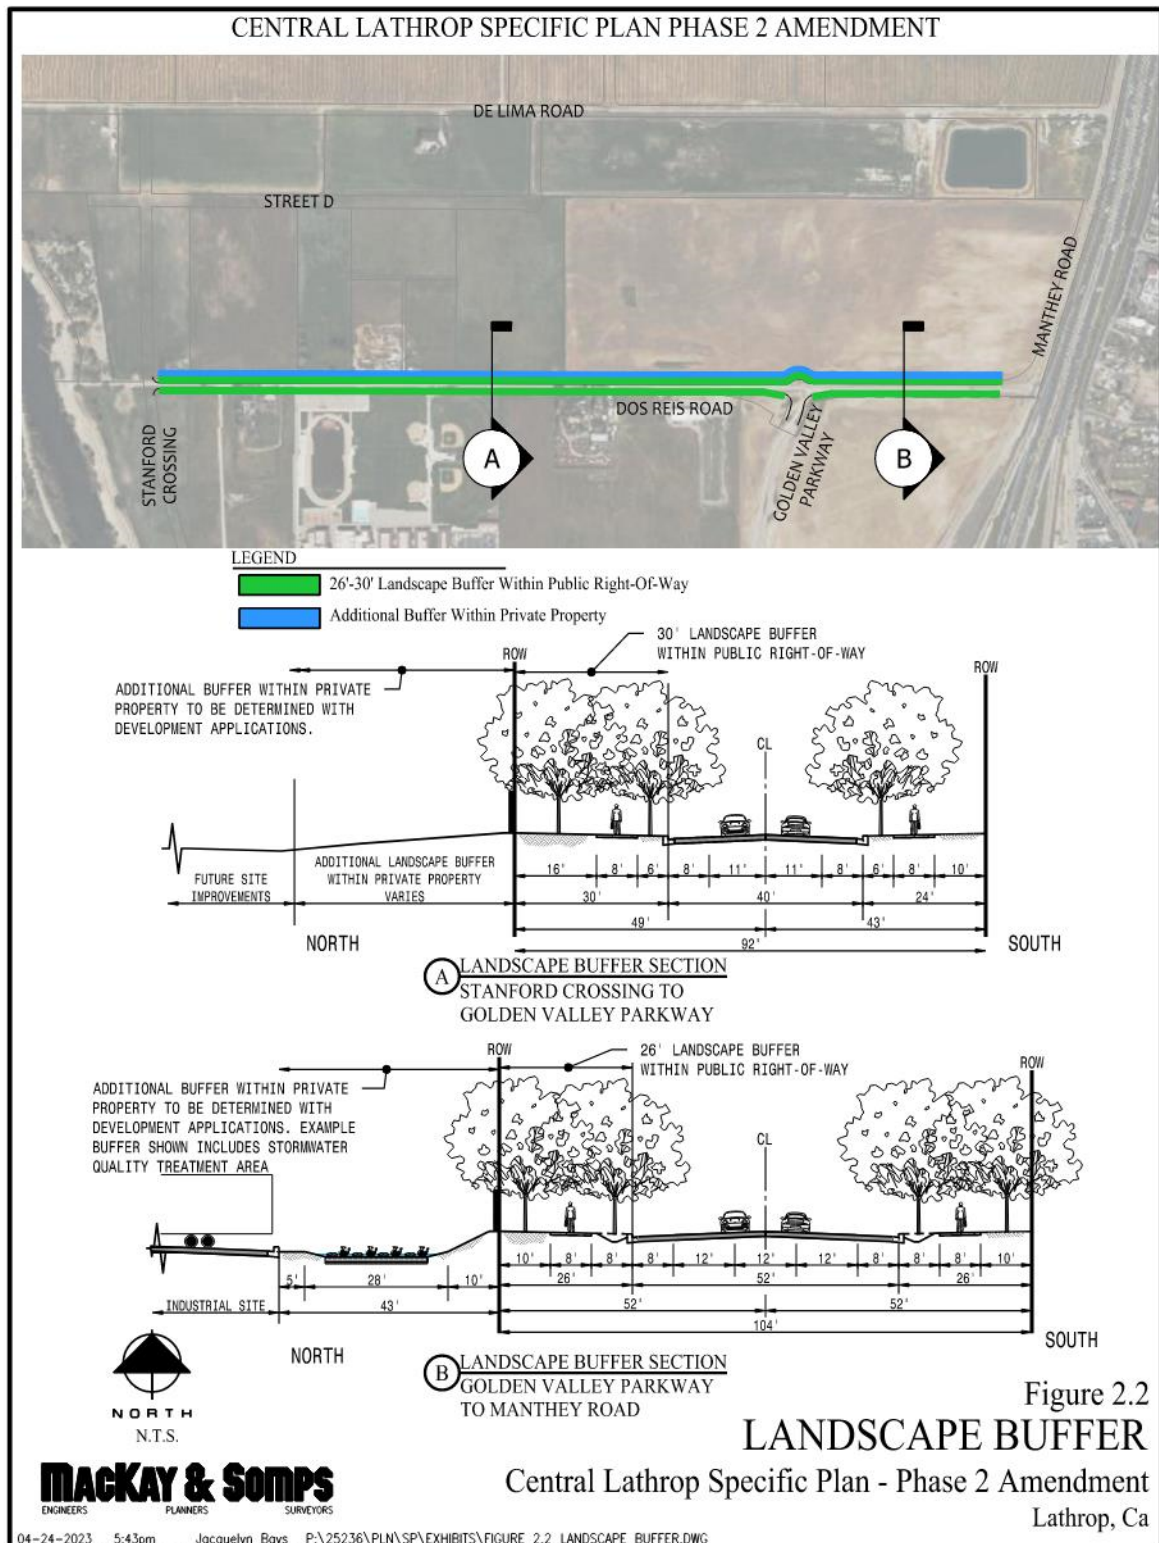 CENTRAL LATHROP SPECIFIC PLAN PHASE 2 AMENDMENT
DE LIMA ROAD
STREET D
MANTHEY ROAD
DOS REIS ROAD
STANFORD
CROSSING
A
GOLDEN VALLEY
PARKWAY
B
LEGEND
26'-30' Landscape Buffer Within Public Right-Of-Way
Additional Buffer Within Private Property
30' LANDSCAPE BUFFER
WITHIN PUBLIC RIGHT-OF-WAY
ROW
ROW
ADDITIONAL BUFFER WITHIN PRIVATE
PROPERTY TO BE DETERMINED WITH
DEVELOPMENT APPLICATIONS.
CL
16' 8' 6' 8' 11' 11' 8' 6' 8' 10'
ADDITIONAL LANDSCAPE BUFFER
WITHIN PRIVATE PROPERTY
VARIES
FUTURE SITE
IMPROVEMENTS
30' 40' 24'
49' 43'
92'
NORTH
SOUTH
A LANDSCAPE BUFFER SECTION
STANFORD CROSSING TO
GOLDEN VALLEY PARKWAY
ROW
26' LANDSCAPE BUFFER
WITHIN PUBLIC RIGHT-OF-WAY
ROW
ADDITIONAL BUFFER WITHIN PRIVATE
PROPERTY TO BE DETERMINED WITH
DEVELOPMENT APPLICATIONS. EXAMPLE
BUFFER SHOWN INCLUDES STORMWATER
QUALITY TREATMENT AREA
CL
10' 8' 8' 8' 12' 12' 12' 8' 8' 8' 10'
5' 28' 10' 26' 52' 26'
INDUSTRIAL SITE 43' 52' 52'
104'
NORTH
SOUTH
B LANDSCAPE BUFFER SECTION
GOLDEN VALLEY PARKWAY
TO MANTHEY ROAD
NORTH
N.T.S.
Figure 2.2
LANDSCAPE BUFFER
Central Lathrop Specific Plan - Phase 2 Amendment
Lathrop, Ca
MACKAY & SOMPS
ENGINEERS PLANNERS SURVEYORS
04-24-2023 5:43pm Jacquelyn Bays P:\25236\PLN\SP\EXHIBITS\FIGURE 2.2 LANDSCAPE BUFFER.DWG